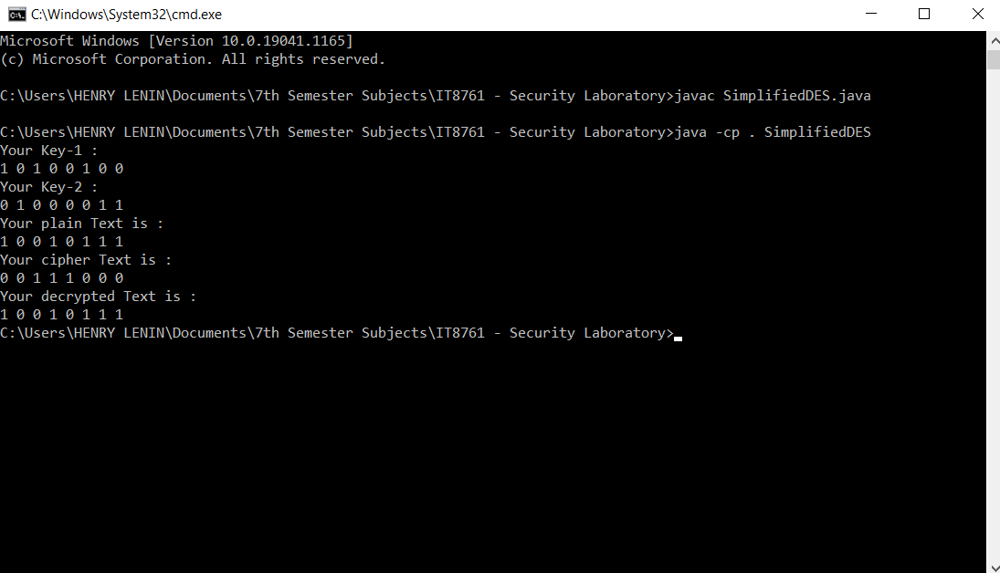 C:\Windows\System32\cmd.exe
Microsoft Windows [Version 10.0.19041.1165]
(c) Microsoft Corporation. All rights reserved.
C:\Users\HENRY LENIN\Documents\7th Semester Subjects\IT8761 - Security Laboratory>javac SimplifiedDES.java
C:\Users\HENRY LENIN\Documents\7th Semester Subjects\IT8761 - Security Laboratory>java -cp . SimplifiedDES
Your Key-1 :
1 0 1 0 0 1 0 0
Your Key-2 :
0 1 0 0 0 0 1 1
Your plain Text is :
1 0 0 1 0 1 1 1
Your cipher Text is :
0 0 1 1 1 0 0 0
Your decrypted Text is :
1 0 0 1 0 1 1 1
C:\Users\HENRY LENIN\Documents\7th Semester Subjects\IT8761 - Security Laboratory>